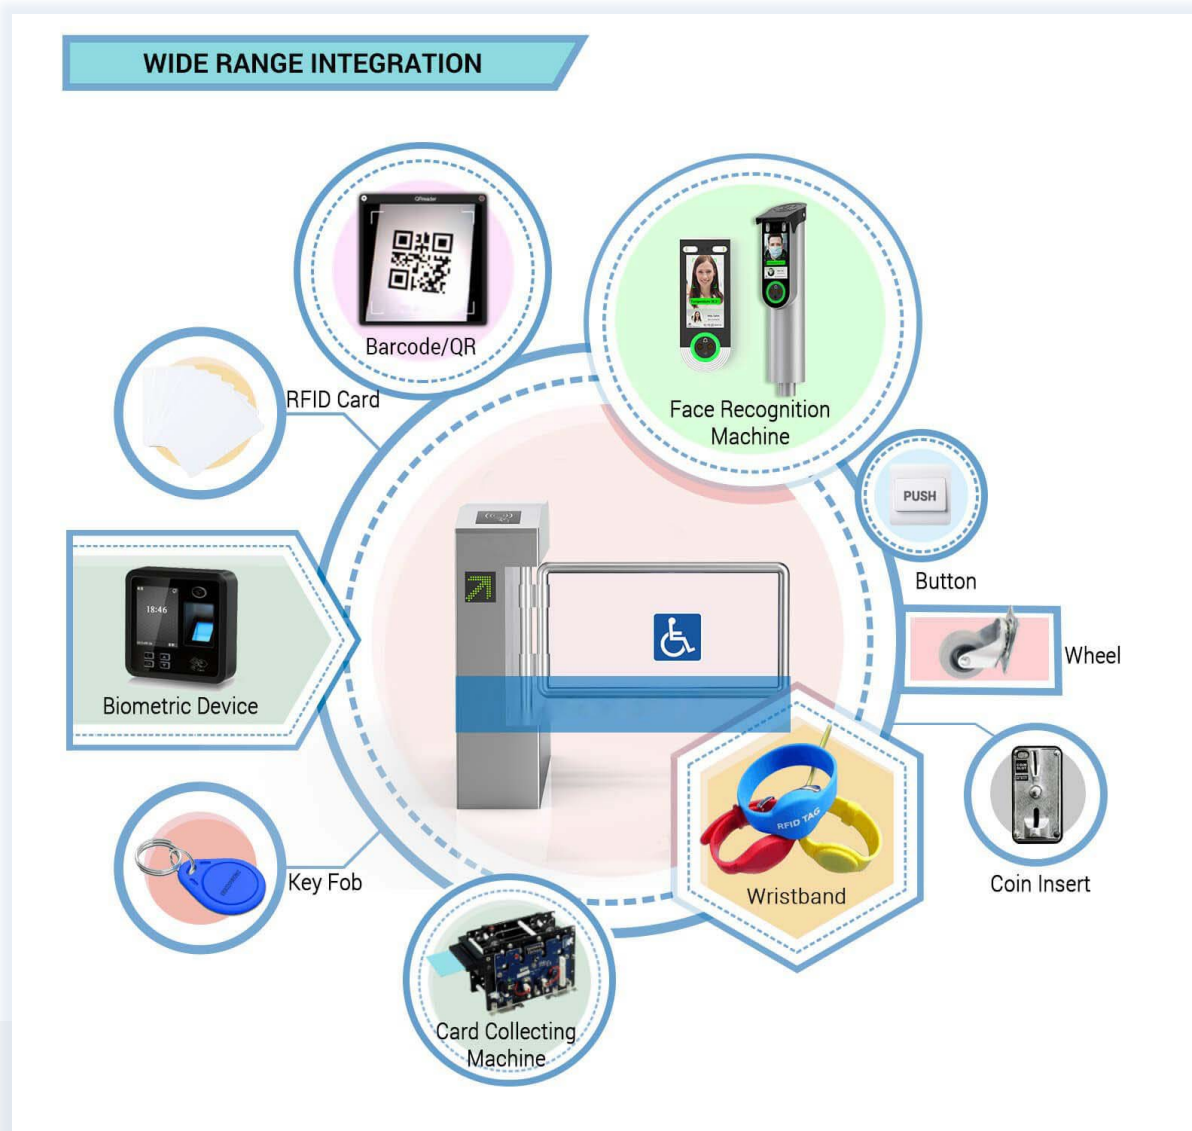 WIDE RANGE INTEGRATION
QReader
Barcode/QR
Face Recognition
Machine
RFID Card
PUSH
Button
18:46
Biometric Device
Wheel
RFID TAG
Wristband
Coin Insert
Key Fob
Card Collecting
Machine